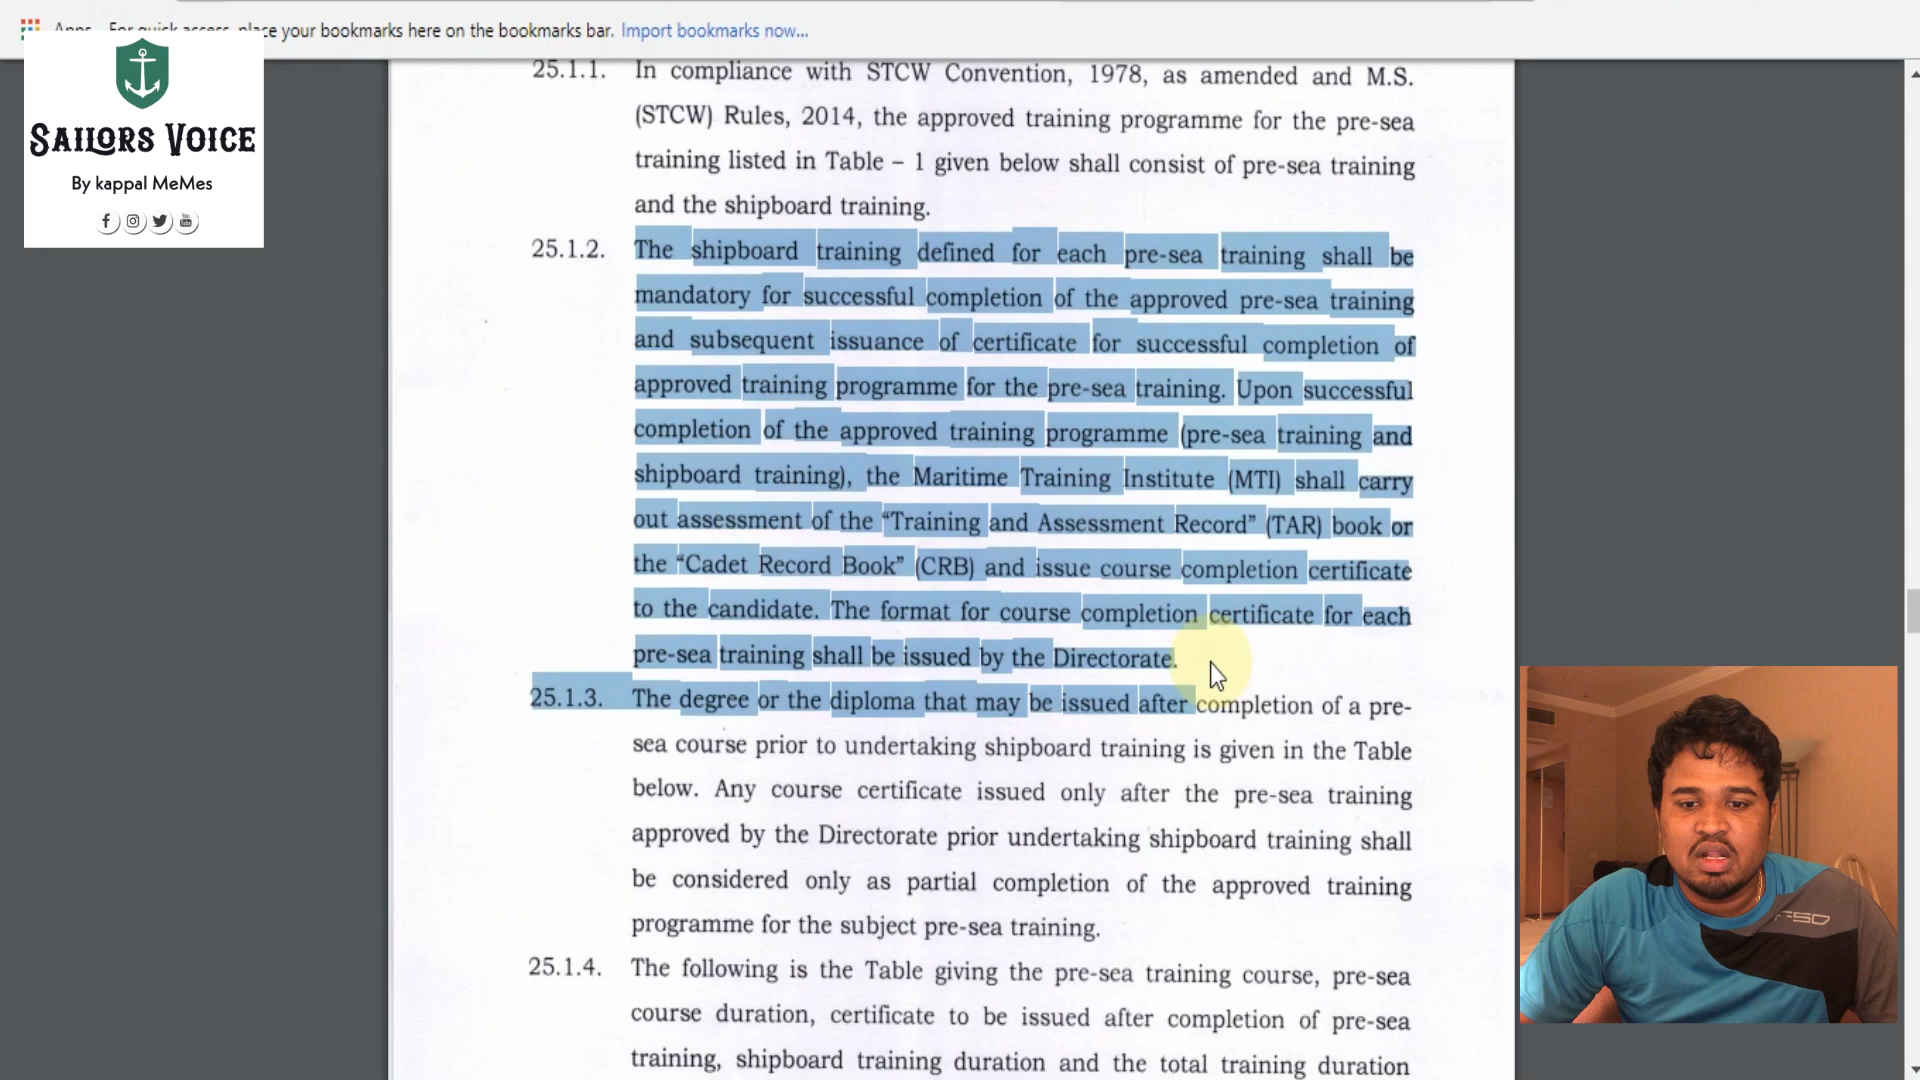 Apps For quick access, place your bookmarks here on the bookmarks bar. Import bookmarks now...
SAILORS VOICE
By kappal MeMes
25.1.1. In compliance with STCW Convention, 1978, as amended and M.S.
(STCW) Rules, 2014, the approved training programme for the pre-sea
training listed in Table – 1 given below shall consist of pre-sea training
and the shipboard training.
25.1.2. The shipboard training defined for each pre-sea training shall be
mandatory for successful completion of the approved pre-sea training
and subsequent issuance of certificate for successful completion of
approved training programme for the pre-sea training. Upon successful
completion of the approved training programme (pre-sea training and
shipboard training), the Maritime Training Institute (MTI) shall carry
out assessment of the “Training and Assessment Record” (TAR) book or
the “Cadet Record Book” (CRB) and issue course completion certificate
to the candidate. The format for course completion certificate for each
pre-sea training shall be issued by the Directorate.
25.1.3. The degree or the diploma that may be issued after completion of a pre-
sea course prior to undertaking shipboard training is given in the Table
below. Any course certificate issued only after the pre-sea training
approved by the Directorate prior undertaking shipboard training shall
be considered only as partial completion of the approved training
programme for the subject pre-sea training.
25.1.4. The following is the Table giving the pre-sea training course, pre-sea
course duration, certificate to be issued after completion of pre-sea
training, shipboard training duration and the total training duration
FSD